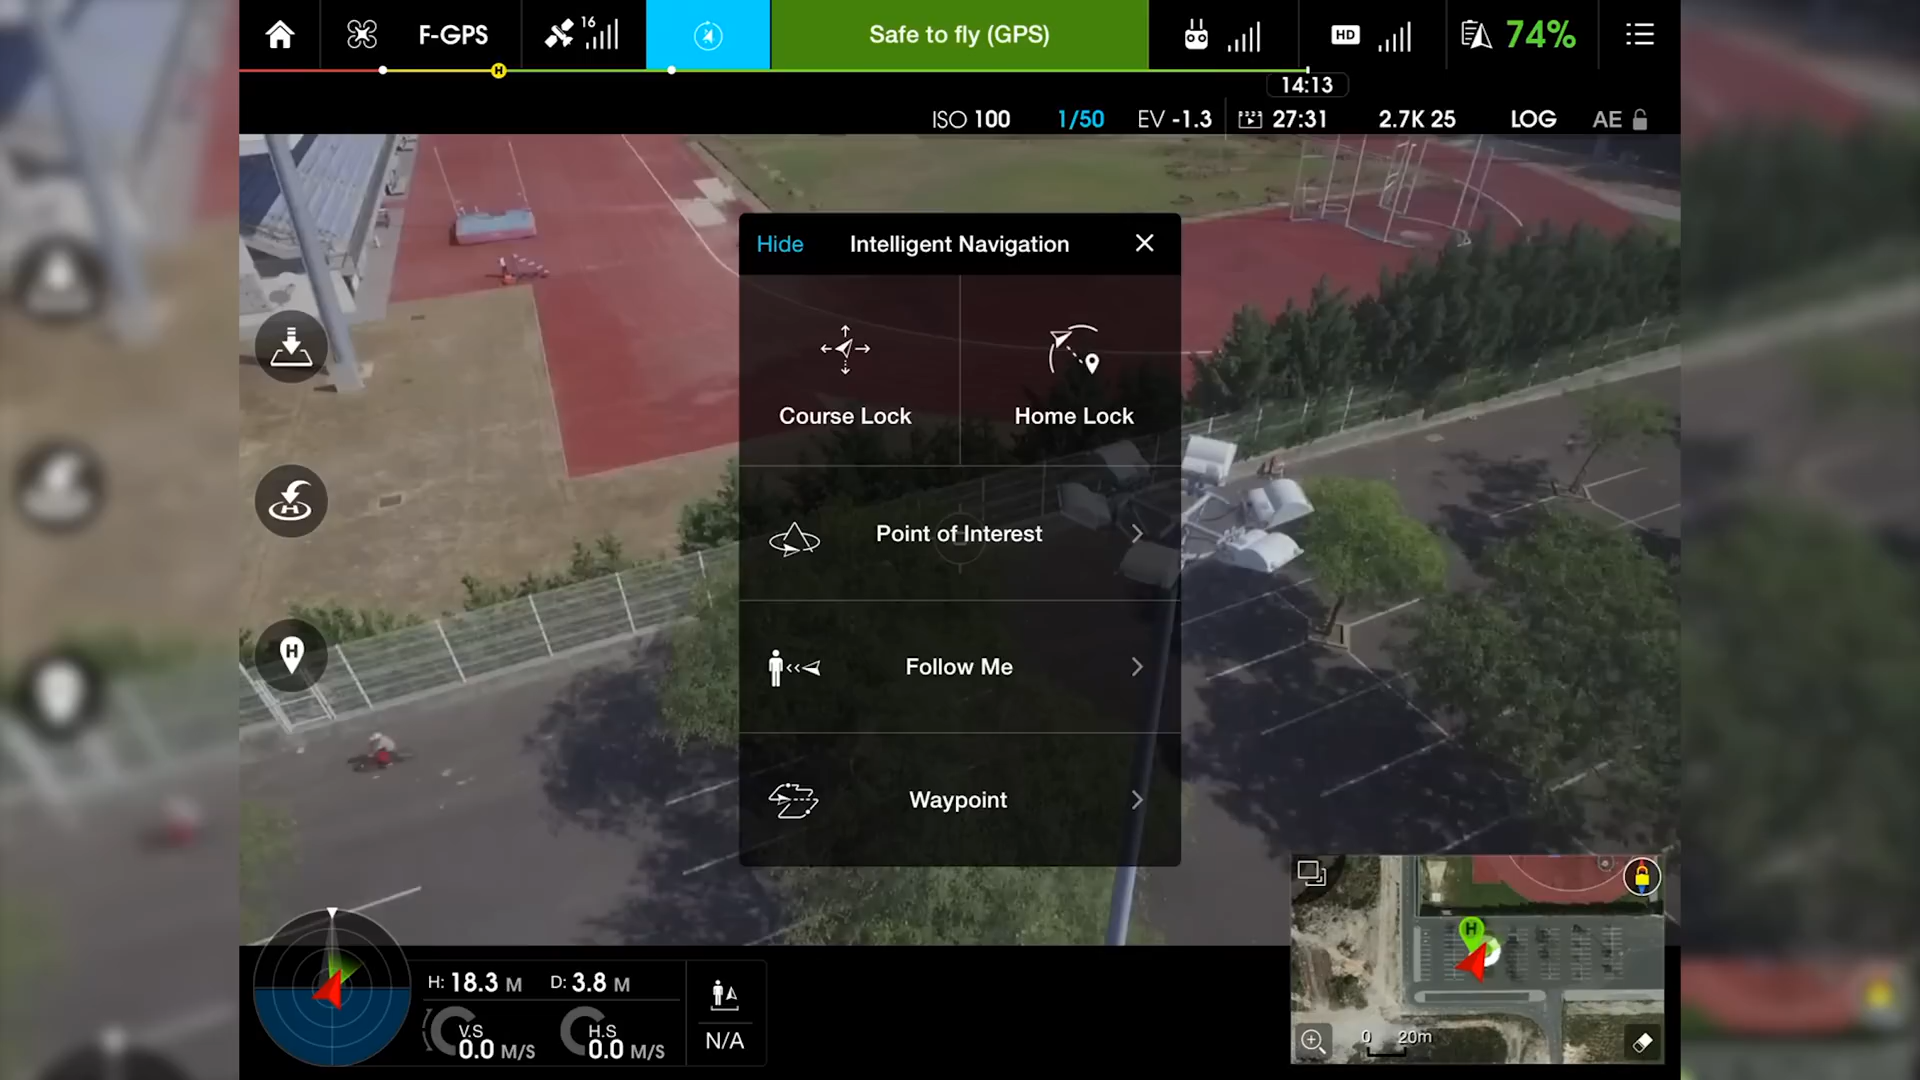 F-GPS
16
Safe to fly (GPS)
HD
74%
H
14:13
ISO 100
1/50
EV -1.3
27:31
2.7K 25
LOG
AE
Hide
Intelligent Navigation
Course Lock
Home Lock
Point of Interest
Follow Me
Waypoint
H
H
H
H: 18.3 M
D: 3.8 M
V.S
0.0 M/S
H.S
0.0 M/S
N/A
0
20m